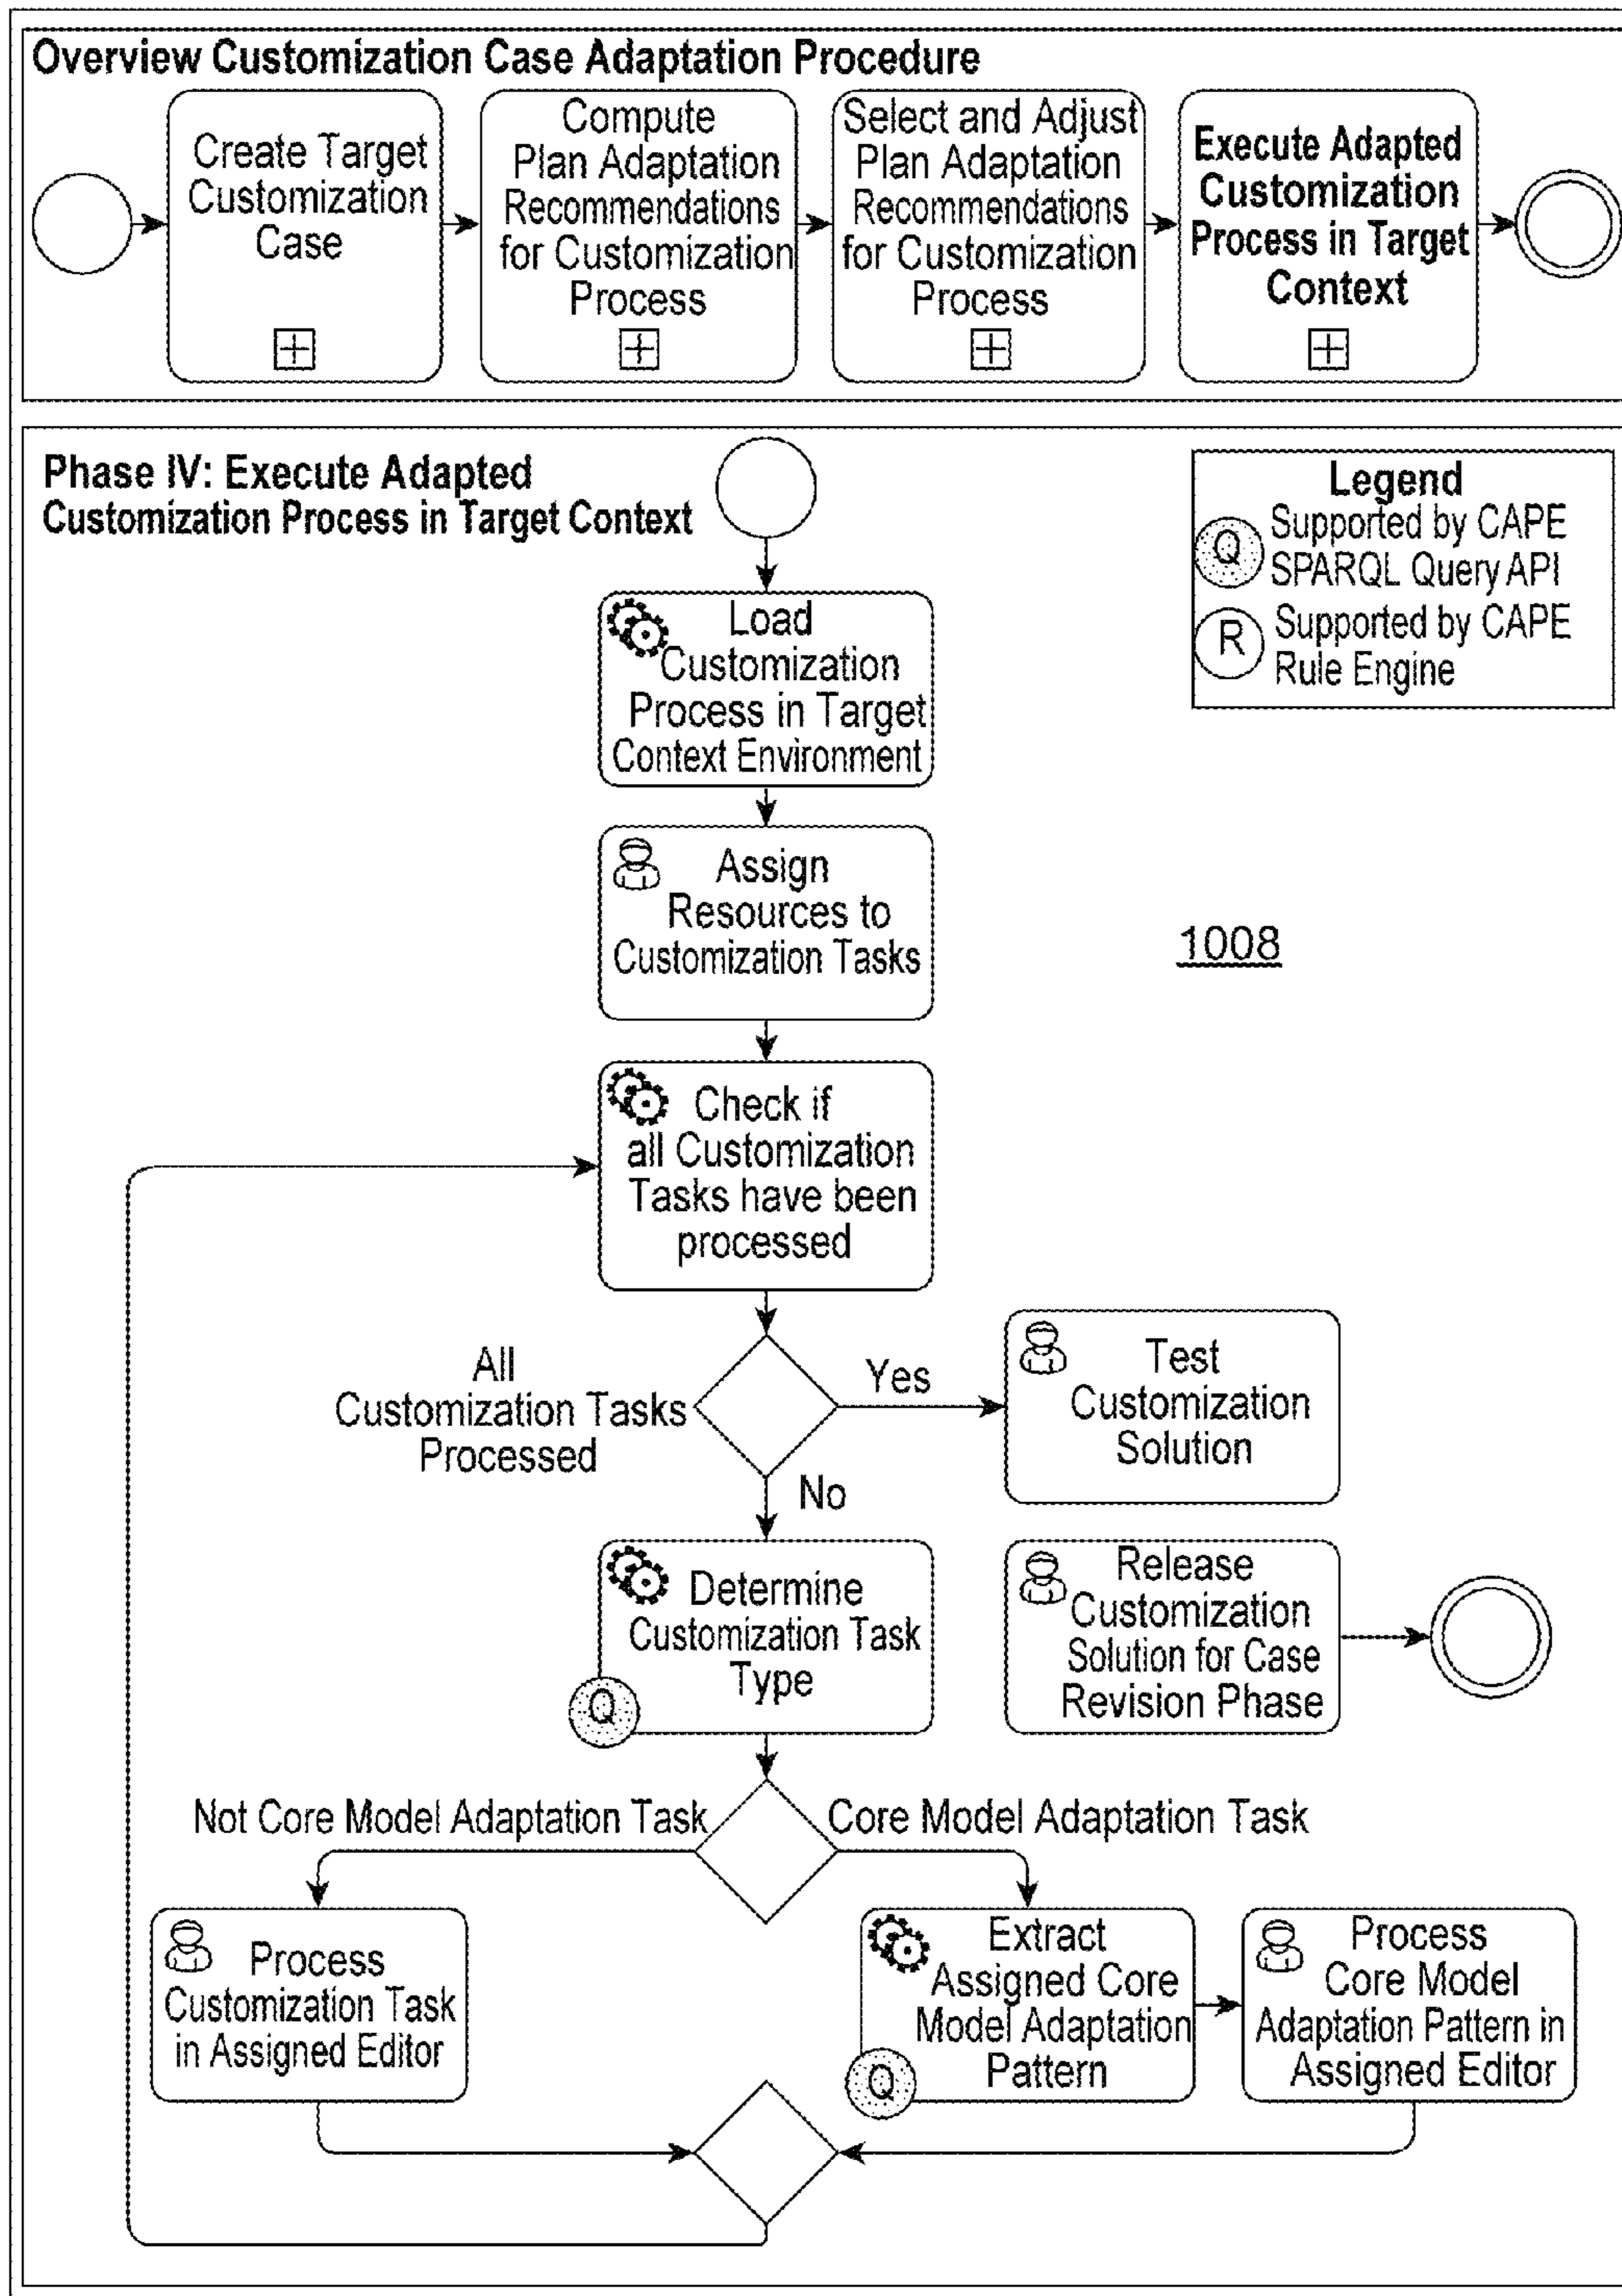 Overview Customization Case Adaptation Procedure
Create Target
Customization
Case
Compute
Plan Adaptation
Recommendations
for Customization
Process
Select and Adjust
Plan Adaptation
Recommendations
for Customization
Process
Execute Adapted
Customization
Process in Target
Context
Phase IV: Execute Adapted
Customization Process in Target Context
Legend
Q
Supported by CAPE
SPARQL Query API
R
Supported by CAPE
Rule Engine
Load
Customization
Process in Target
Context Environment
Assign
Resources to
Customization Tasks
1008
Check if
all Customization
Tasks have been
processed
All
Customization Tasks
Processed
Yes
Test
Customization
Solution
No
Determine
Customization Task
Type
Q
Release
Customization
Solution for Case
Revision Phase
Not Core Model Adaptation Task
Core Model Adaptation Task
Process
Customization Task
in Assigned Editor
Extract
Assigned Core
Model Adaptation
Pattern
Q
Process
Core Model
Adaptation Pattern in
Assigned Editor